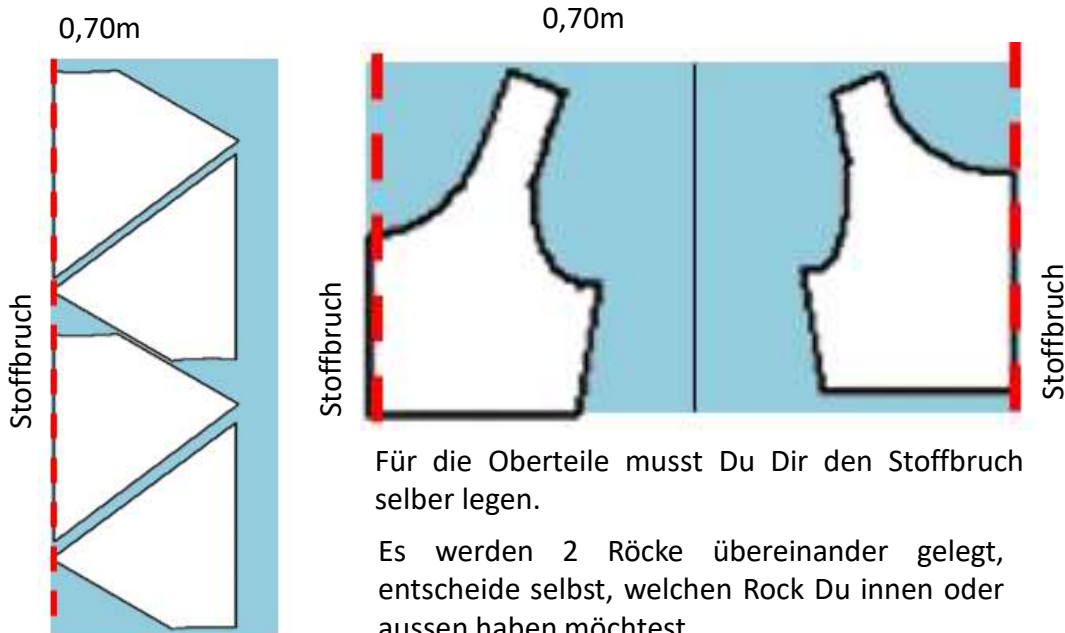 0,70m
0,70m
Stoffbruch
Stoffbruch
Stoffbruch
Für die Oberteile musst Du Dir den Stoffbruch
selber legen.
Es werden 2 Röcke übereinander gelegt,
entscheide selbst, welchen Rock Du innen oder
aussen haben möchtest